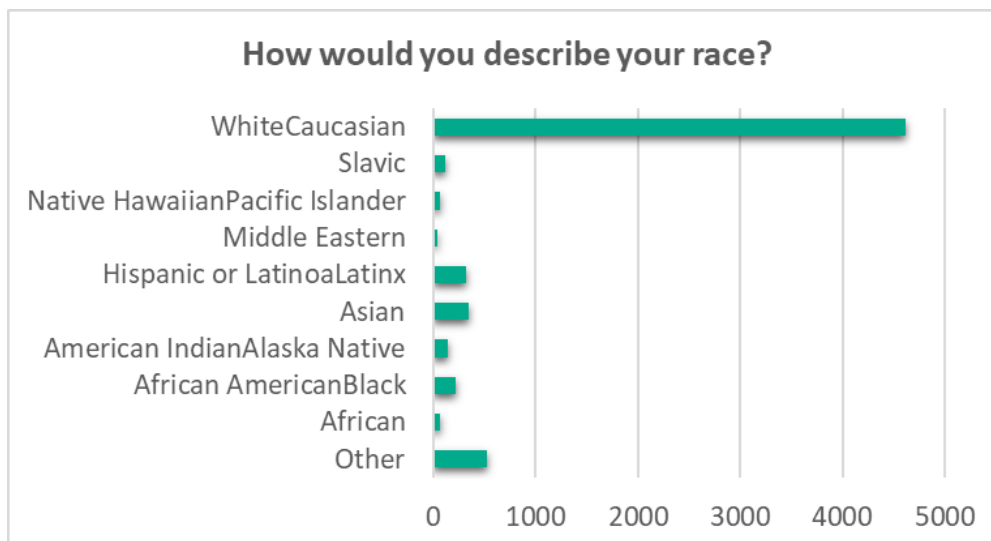 How would you describe your race?
WhiteCaucasian
Slavic
Native HawaiianPacific Islander
Middle Eastern
Hispanic or LatinoaLatinx
Asian
American IndianAlaska Native
African AmericanBlack
African
Other
0 1000 2000 3000 4000 5000